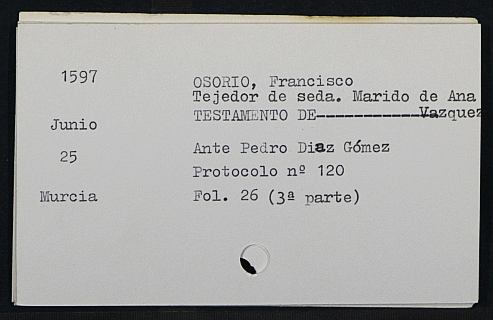 1597
OSORIO, Francisco
Tejedor de seda. Marido de Ana
TESTAMENTO DE--------------Vazquez
Junio
25
Ante Pedro Diaz Gómez
Protocolo nº 120
Murcia
Fol. 26 (3ª parte)